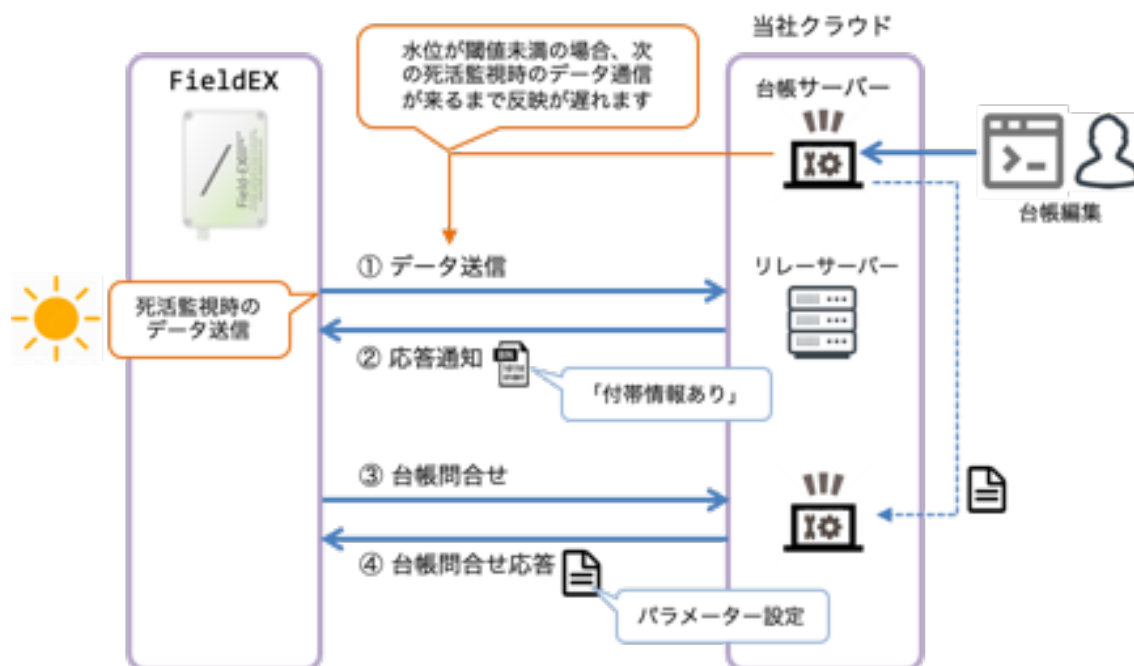 当社クラウド
FieldEX
水位が閾値未満の場合、次
の死活監視時のデータ通信
が来るまで反映が遅れます
台帳サーバー
台帳編集
① データ送信
リレーサーバー
死活監視時の
データ送信
② 応答通知
「付帯情報あり」
③ 台帳問合せ
④ 台帳問合せ応答
パラメーター設定